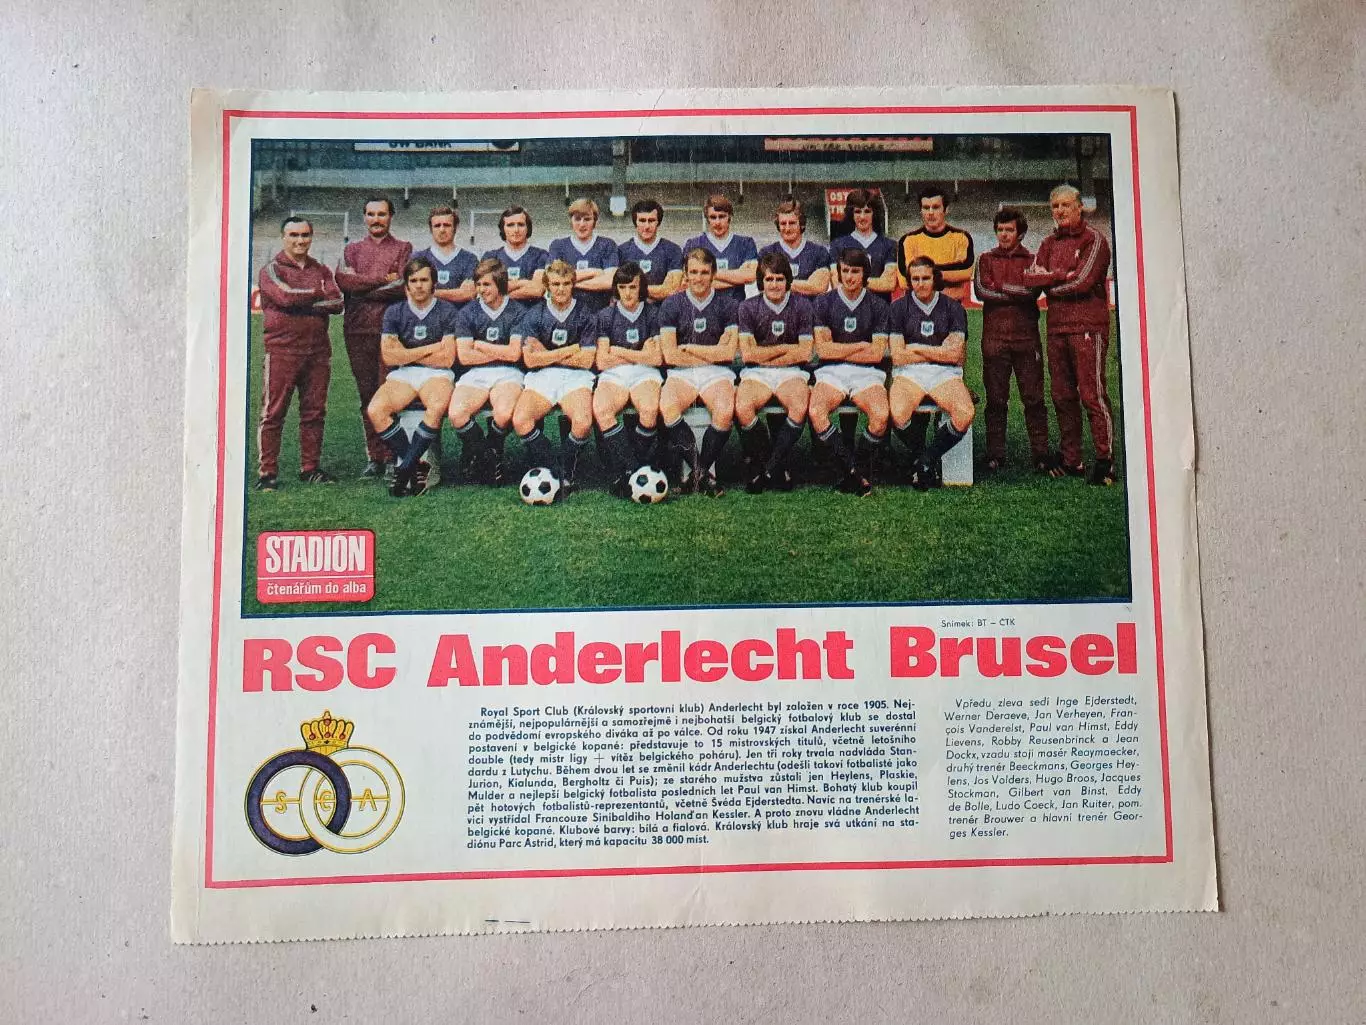 GW BANK
OST
STADIÓN
čtenářům do alba
Snímek: BT – ČTK
RSC Anderlecht Brusel
S C A
Royal Sport Club (Královský sportovní klub) Anderlecht byl založen v roce 1905. Nej-
známější, nejpopulárnější a samozřejmě i nejbohatší belgický fotbalový klub se dostal
do podvědomí evropského diváka až po válce. Od roku 1947 získal Anderlecht suverénní
postavení v belgické kopané: představuje to 15 mistrovských titulů, včetně letošního
double (tedy mistr ligy + vítěz belgického poháru). Jen tři roky trvala nadvláda Stan-
dardu z Lutychu. Během dvou let se změnil kádr Anderlechtu (odešli takoví fotbalisté jako
Jurion, Kialunda, Bergholtz či Puis); ze starého mužstva zůstali jen Heylens, Plaskie,
Mulder a nejlepší belgický fotbalista posledních let Paul van Himst. Bohatý klub koupil
pět hotových fotbalistů-reprezentantů, včetně Švéda Ejderstedta. Navíc na trenérské la-
vici vystřídal Francouze Sinibaldiho Holanďan Kessler. A proto znovu vládne Anderlecht
belgické kopané. Klubové barvy: bílá a fialová. Královský klub hraje svá utkání na sta-
diónu Parc Astrid, který má kapacitu 38 000 míst.
Vpředu zleva sedí Inge Ejderstedt,
Werner Deraeve, Jan Verheyen, Fran-
çois Vanderelst, Paul van Himst, Eddy
Lievens, Robby Reusenbrinck a Jean
Dockx, vzadu stojí masér Reaymaecker,
druhý trenér Beeckmans, Georges Hey-
lens, Jos Volders, Hugo Broos, Jacques
Stockman, Gilbert van Binst, Eddy
de Bolle, Ludo Coeck, Jan Ruiter, pom.
trenér Brouwer a hlavní trenér Geor-
ges Kessler.